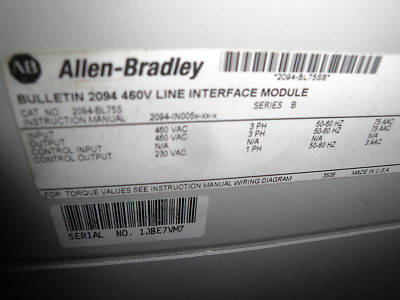 AB Allen-Bradley
*2094-BL75SB*
BULLETIN 2094 460V LINE INTERFACE MODULE
CAT. NO. 2094-BL75S SERIES B
INSTRUCTION MANUAL 2094-IN005x-xx-x
INPUT 460 VAC 3 PH 50-60 HZ 75 AAC
OUTPUT 460 VAC 3 PH 50-60 HZ 75 AAC
CONTROL INPUT N/A N/A N/A N/A
CONTROL OUTPUT 230 VAC 1 PH 50-60 HZ 3 AAC
FOR TORQUE VALUES SEE INSTRUCTION MANUAL WIRING DIAGRAM 3506 MADE IN U.S.A.
SERIAL NO. 1JBE7VM7